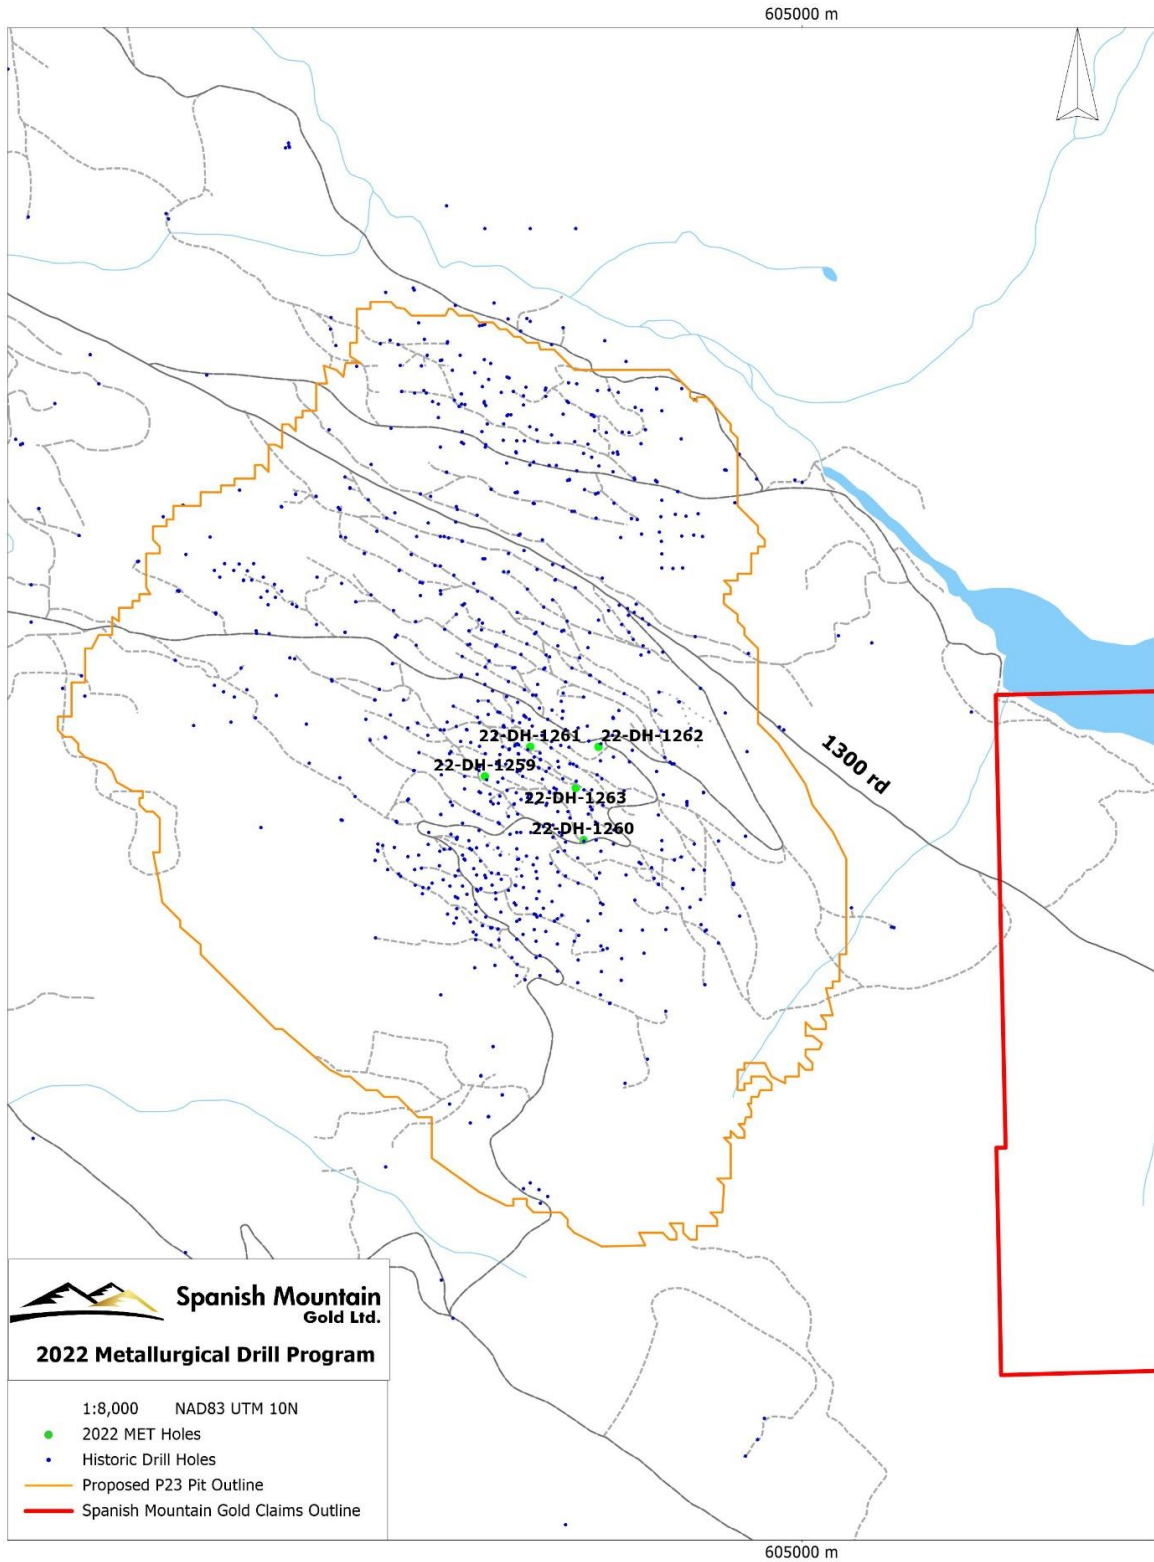 605000 m
22-DH-1261
22-DH-1262
22-DH-1259
22-DH-1263
22-DH-1260
1300 rd
Spanish Mountain
Gold Ltd.
2022 Metallurgical Drill Program
1:8,000 NAD83 UTM 10N
2022 MET Holes
Historic Drill Holes
Proposed P23 Pit Outline
Spanish Mountain Gold Claims Outline
605000 m